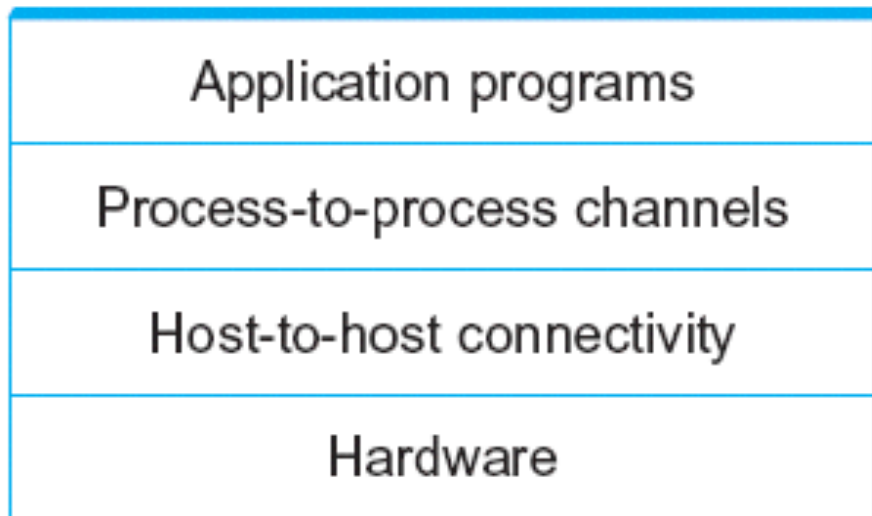 Application programs
Process-to-process channels
Host-to-host connectivity
Hardware